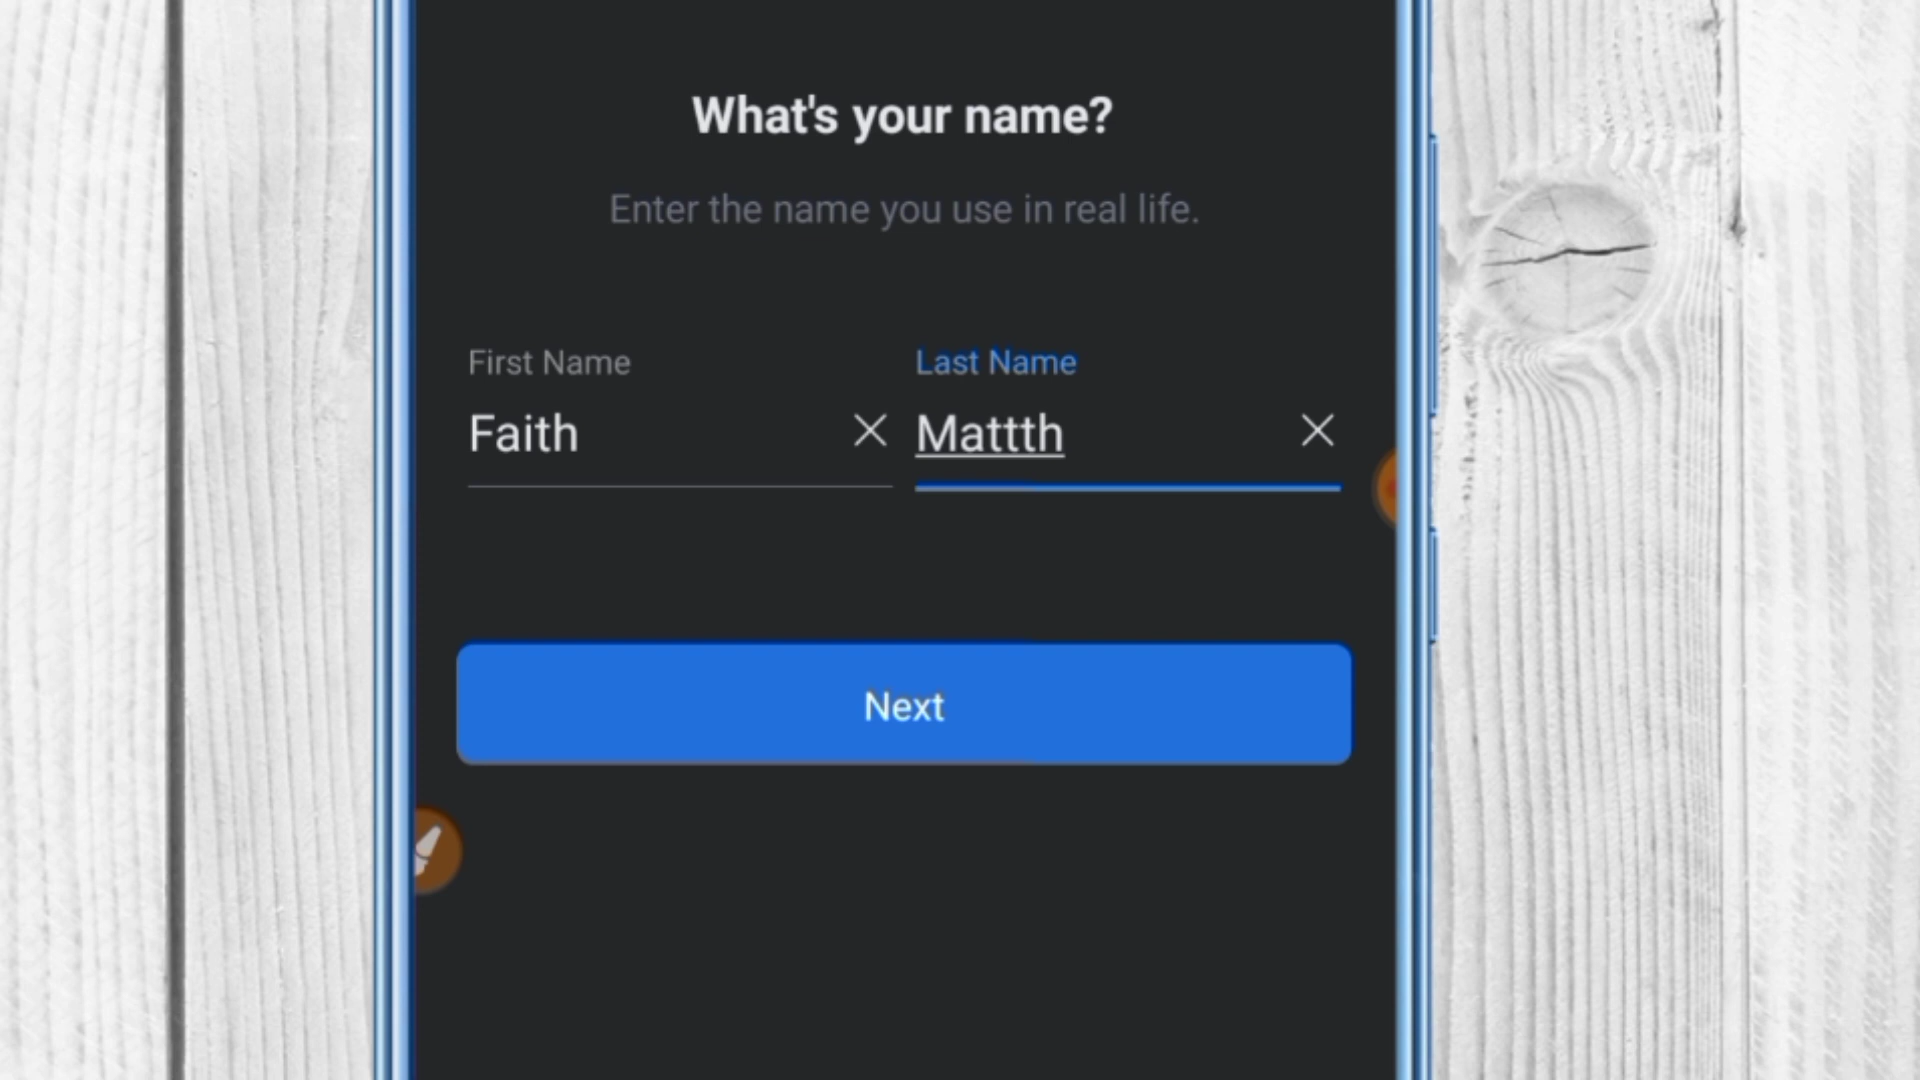 What's your name?
Enter the name you use in real life.
First Name Last Name
Faith Mattth
Next